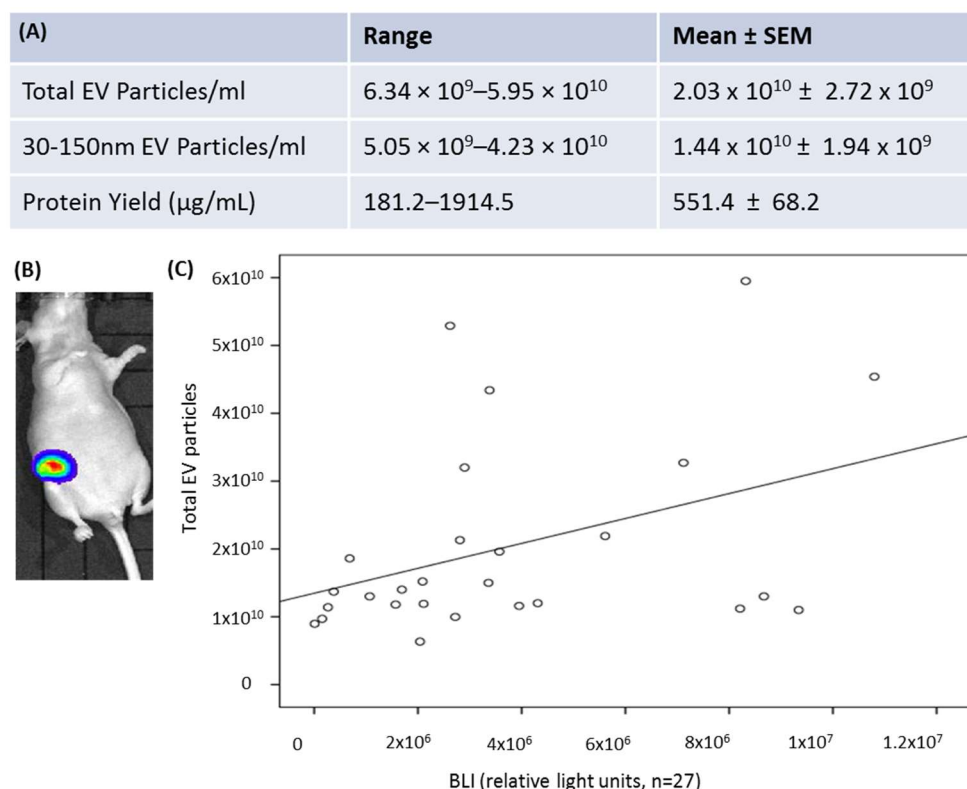 (A) Range Mean ± SEM
Total EV Particles/ml 6.34 × 10⁹–5.95 × 10¹⁰ 2.03 x 10¹⁰ ± 2.72 x 10⁹
30-150nm EV Particles/ml 5.05 × 10⁹–4.23 × 10¹⁰ 1.44 x 10¹⁰ ± 1.94 x 10⁹
Protein Yield (µg/mL) 181.2–1914.5 551.4 ± 68.2
(B)
(C)
Total EV particles
6x10¹⁰
5x10¹⁰
4x10¹⁰
3x10¹⁰
2x10¹⁰
1x10¹⁰
0
0 2x10⁶ 4x10⁶ 6x10⁶ 8x10⁶ 1x10⁷ 1.2x10⁷
BLI (relative light units, n=27)